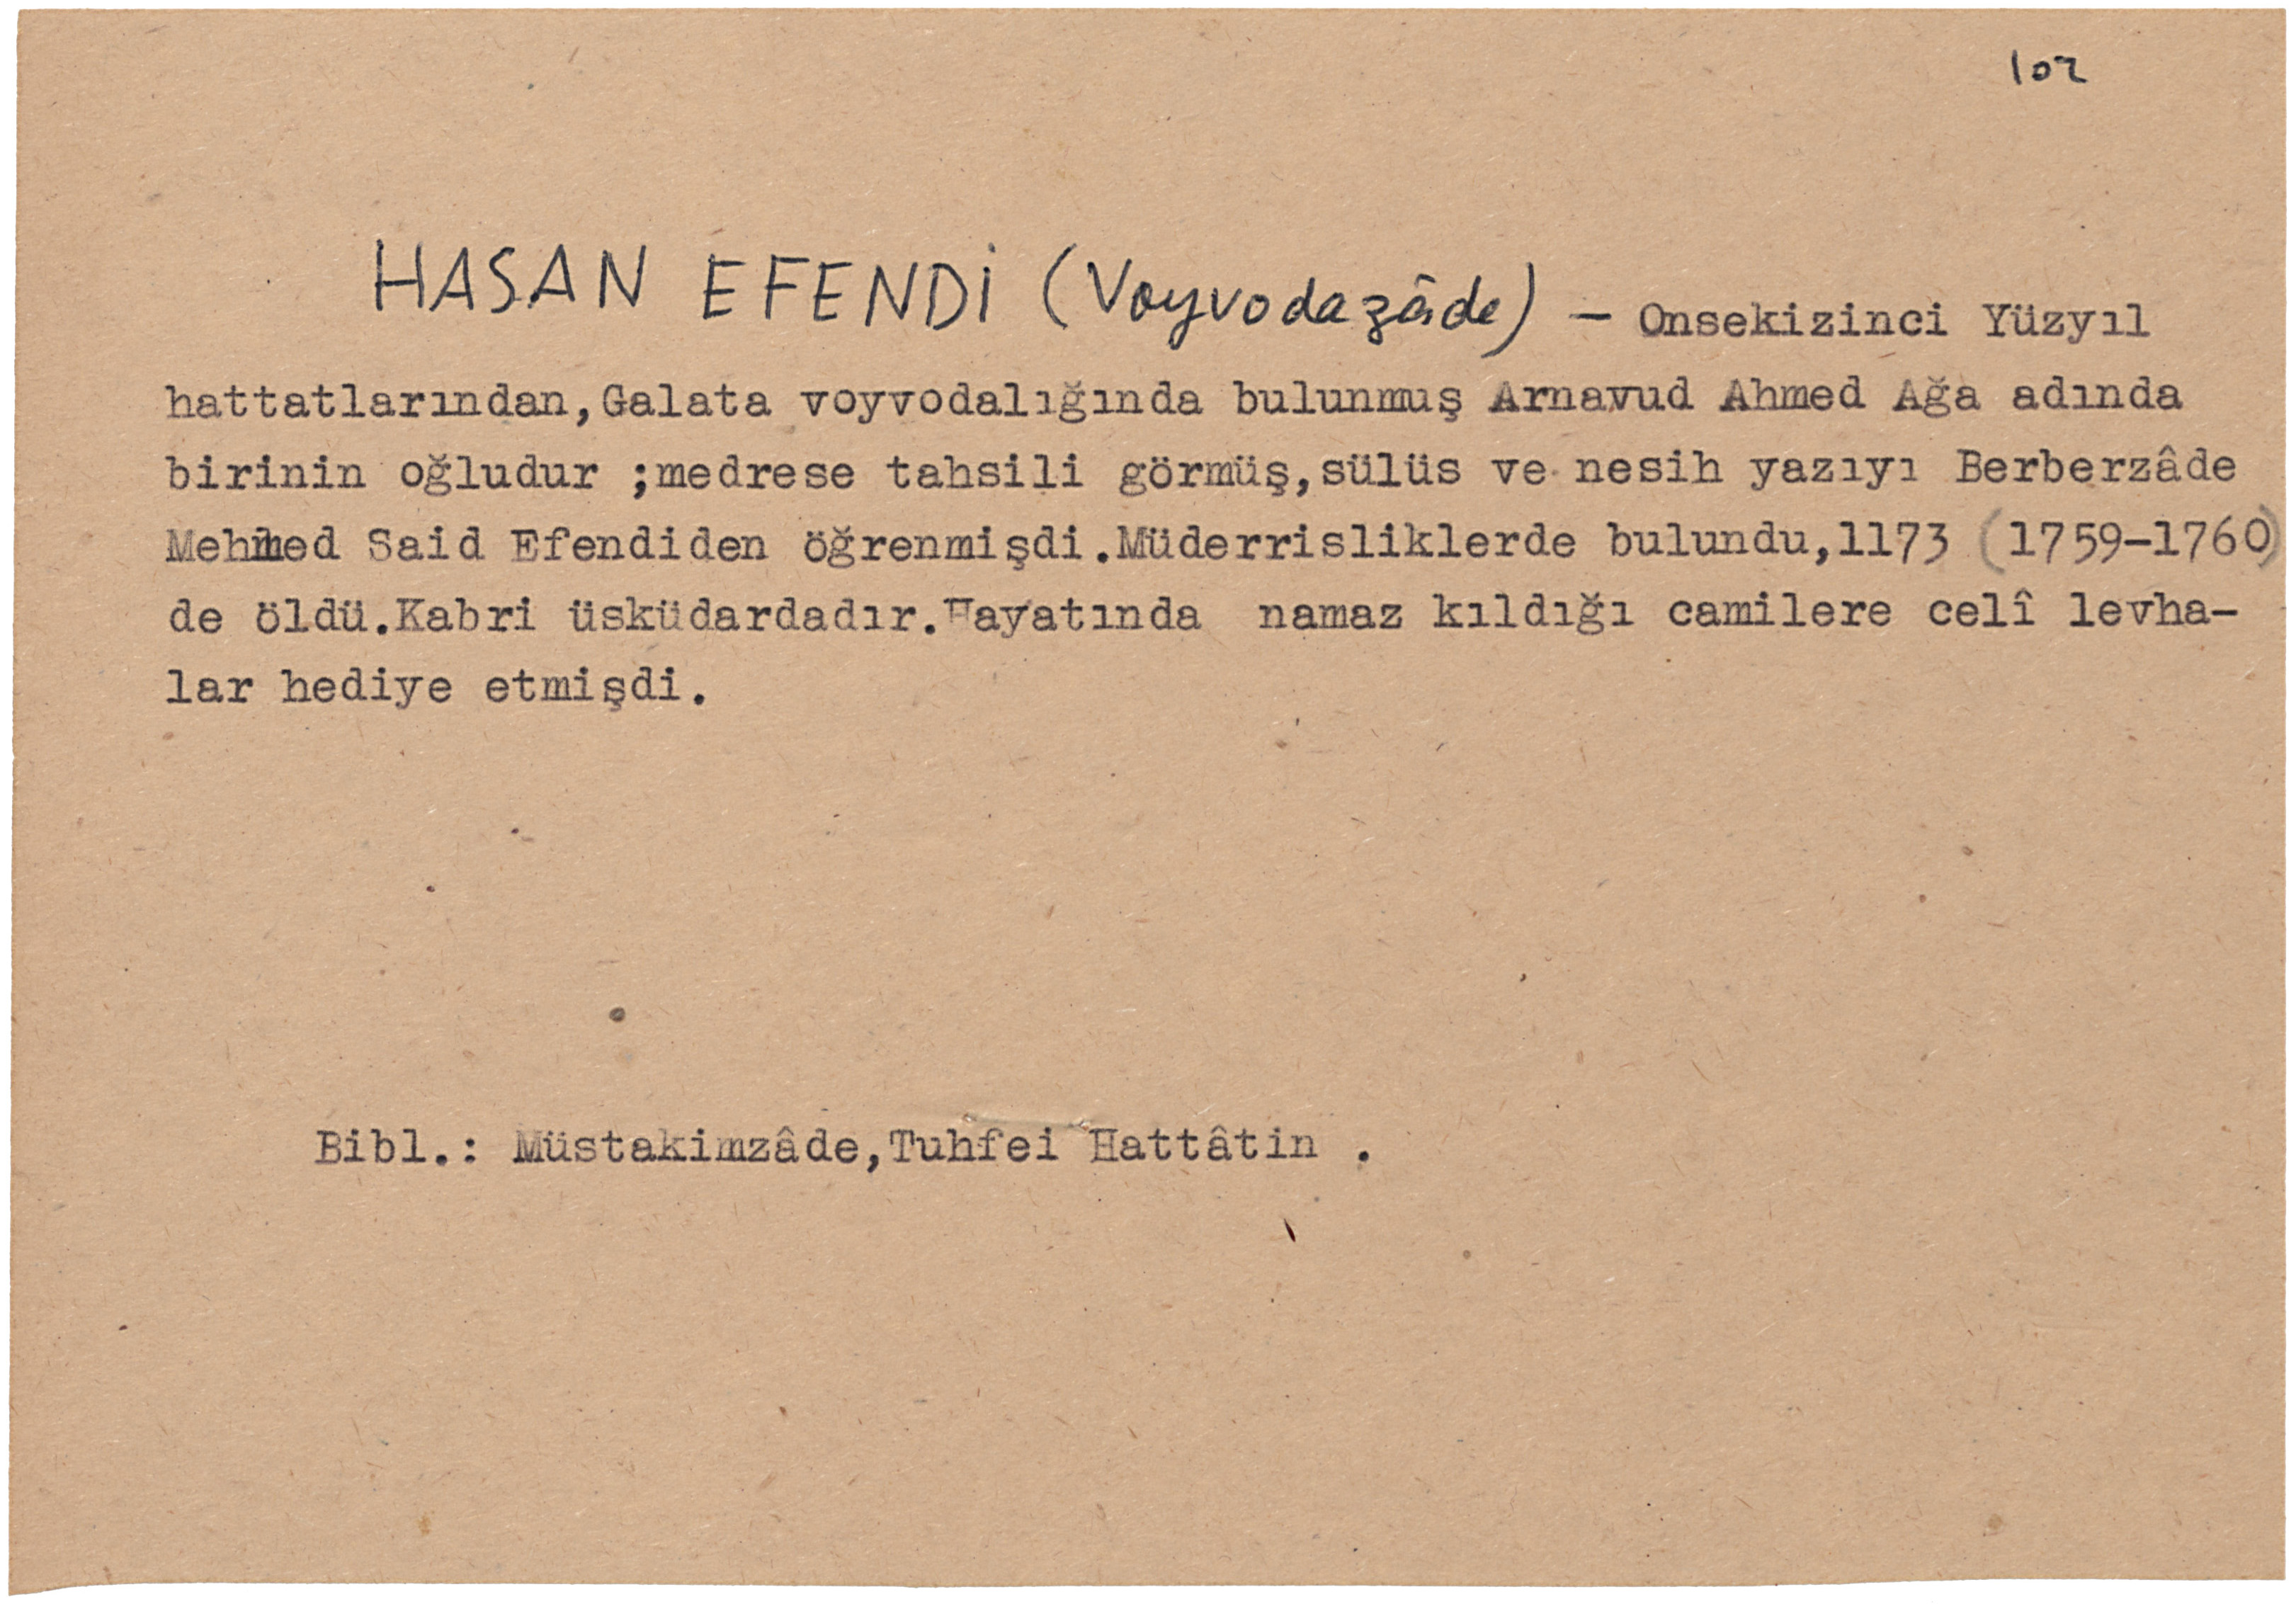 102
HASAN EFENDİ (Voyvodazâde) — Onsekizinci Yüzyıl
hattatlarından,Galata voyvodalığında bulunmuş Arnavud Ahmed Ağa adında
birinin oğludur ;medrese tahsili görmüş,sülüs ve nesih yazıyı Berberzâde
Mehmed Said Efendiden öğrenmişdi.Müderrisliklerde bulundu,1173 (1759-1760)
de öldü.Kabri üsküdardadır.Hayatında namaz kıldığı camilere celî levha-
lar hediye etmişdi.
Bibl.: Müstakimzâde,Tuhfei Hattâtin .